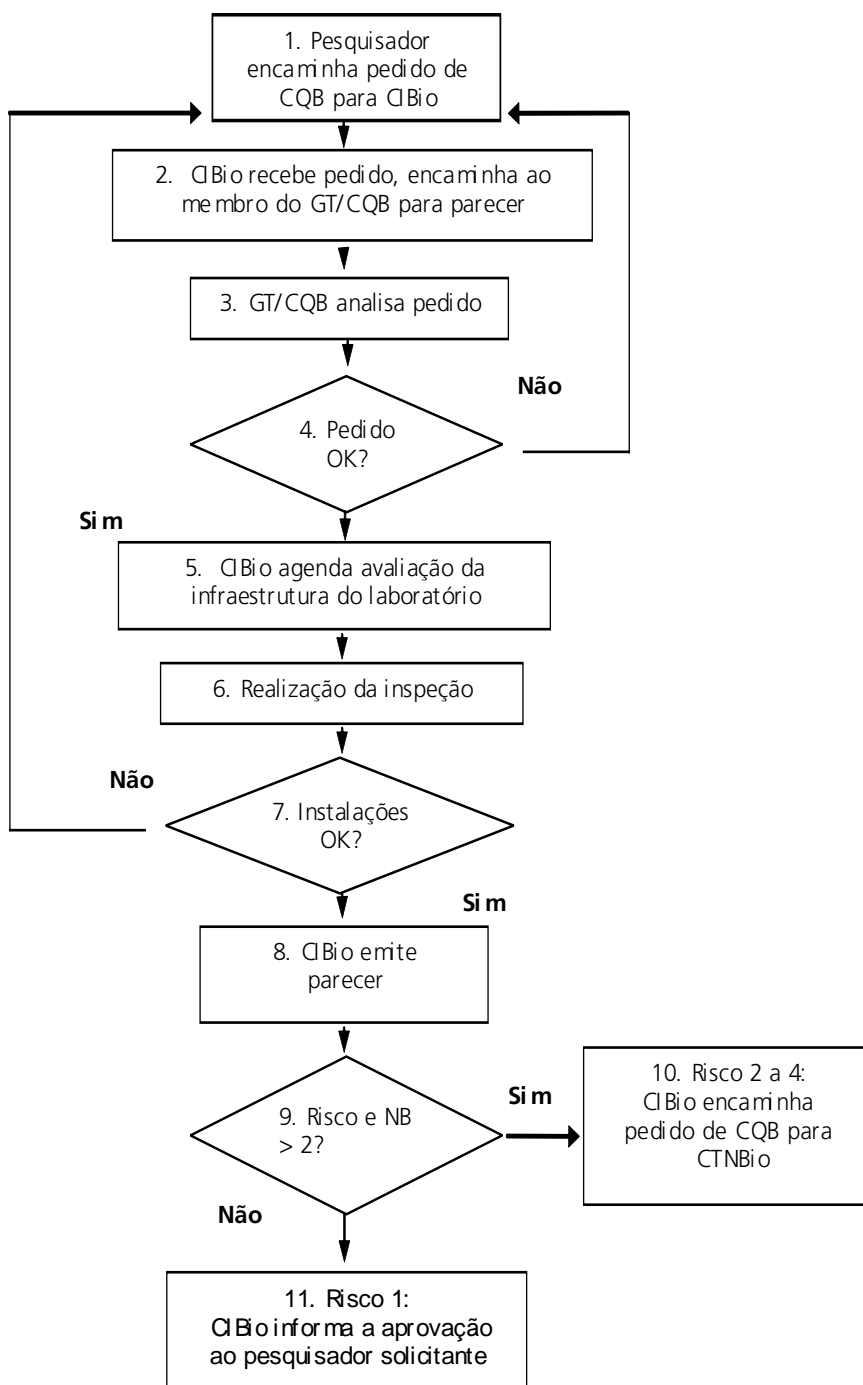 1. Pesquisador
encaminha pedido de
CQB para CIBio
2. CIBio recebe pedido, encaminha ao
membro do GT/CQB para parecer
3. GT/CQB analisa pedido
Não
4. Pedido
OK?
Sim
5. CIBio agenda avaliação da
infraestrutura do laboratório
6. Realização da inspeção
Não
7. Instalações
OK?
Sim
8. CIBio emite
parecer
9. Risco e NB
> 2?
Sim
10. Risco 2 a 4:
CIBio encaminha
pedido de CQB para
CTNBio
Não
11. Risco 1:
CIBio informa a aprovação
ao pesquisador solicitante